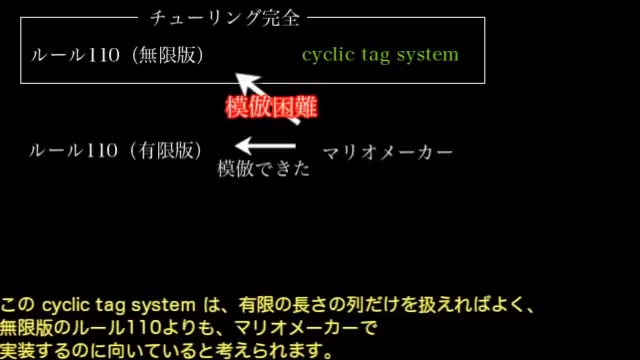 チューリング完全
ルール110（無限版）
cyclic tag system
模倣困難
ルール110（有限版）
マリオメーカー
模倣できた
この cyclic tag system は、有限の長さの列だけを扱えればよく、
無限版のルール110よりも、マリオメーカーで
実装するのに向いていると考えられます。